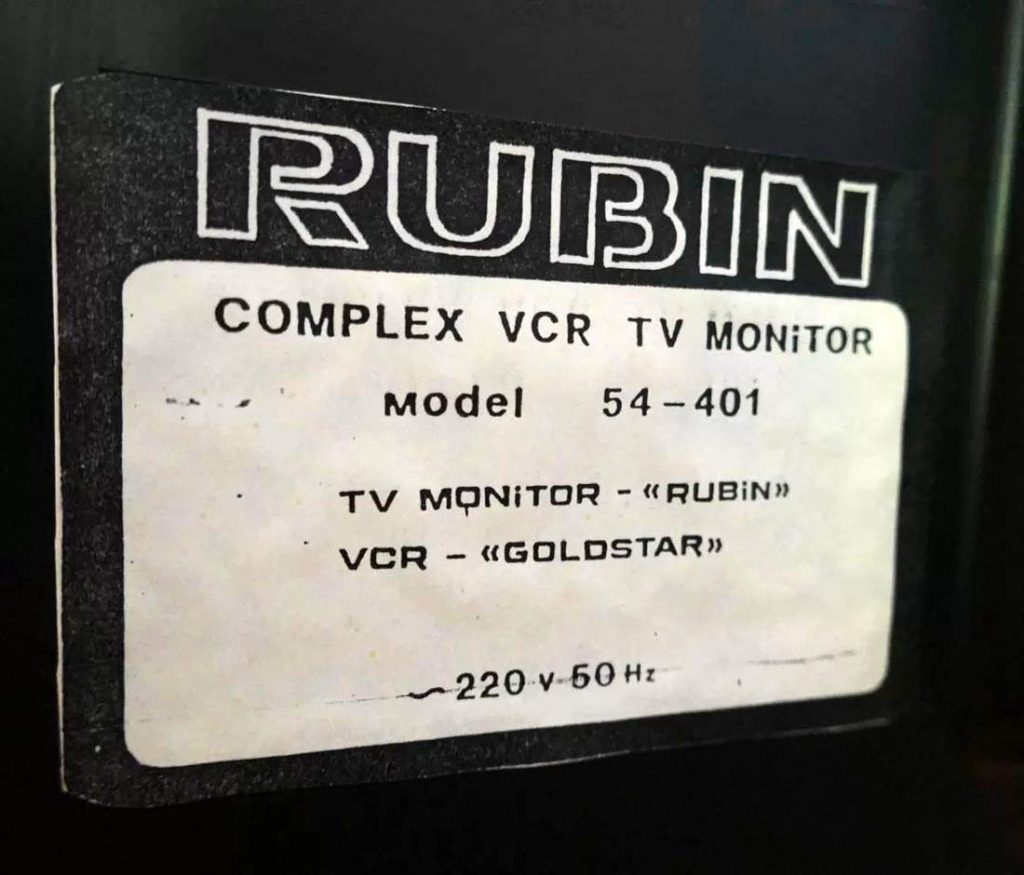 RUBIN
COMPLEX VCR TV MONiTOR
Model 54-401
TV MONiTOR - «RUBiN»
VCR - «GOLDSTAR»
~220 V 50 Hz